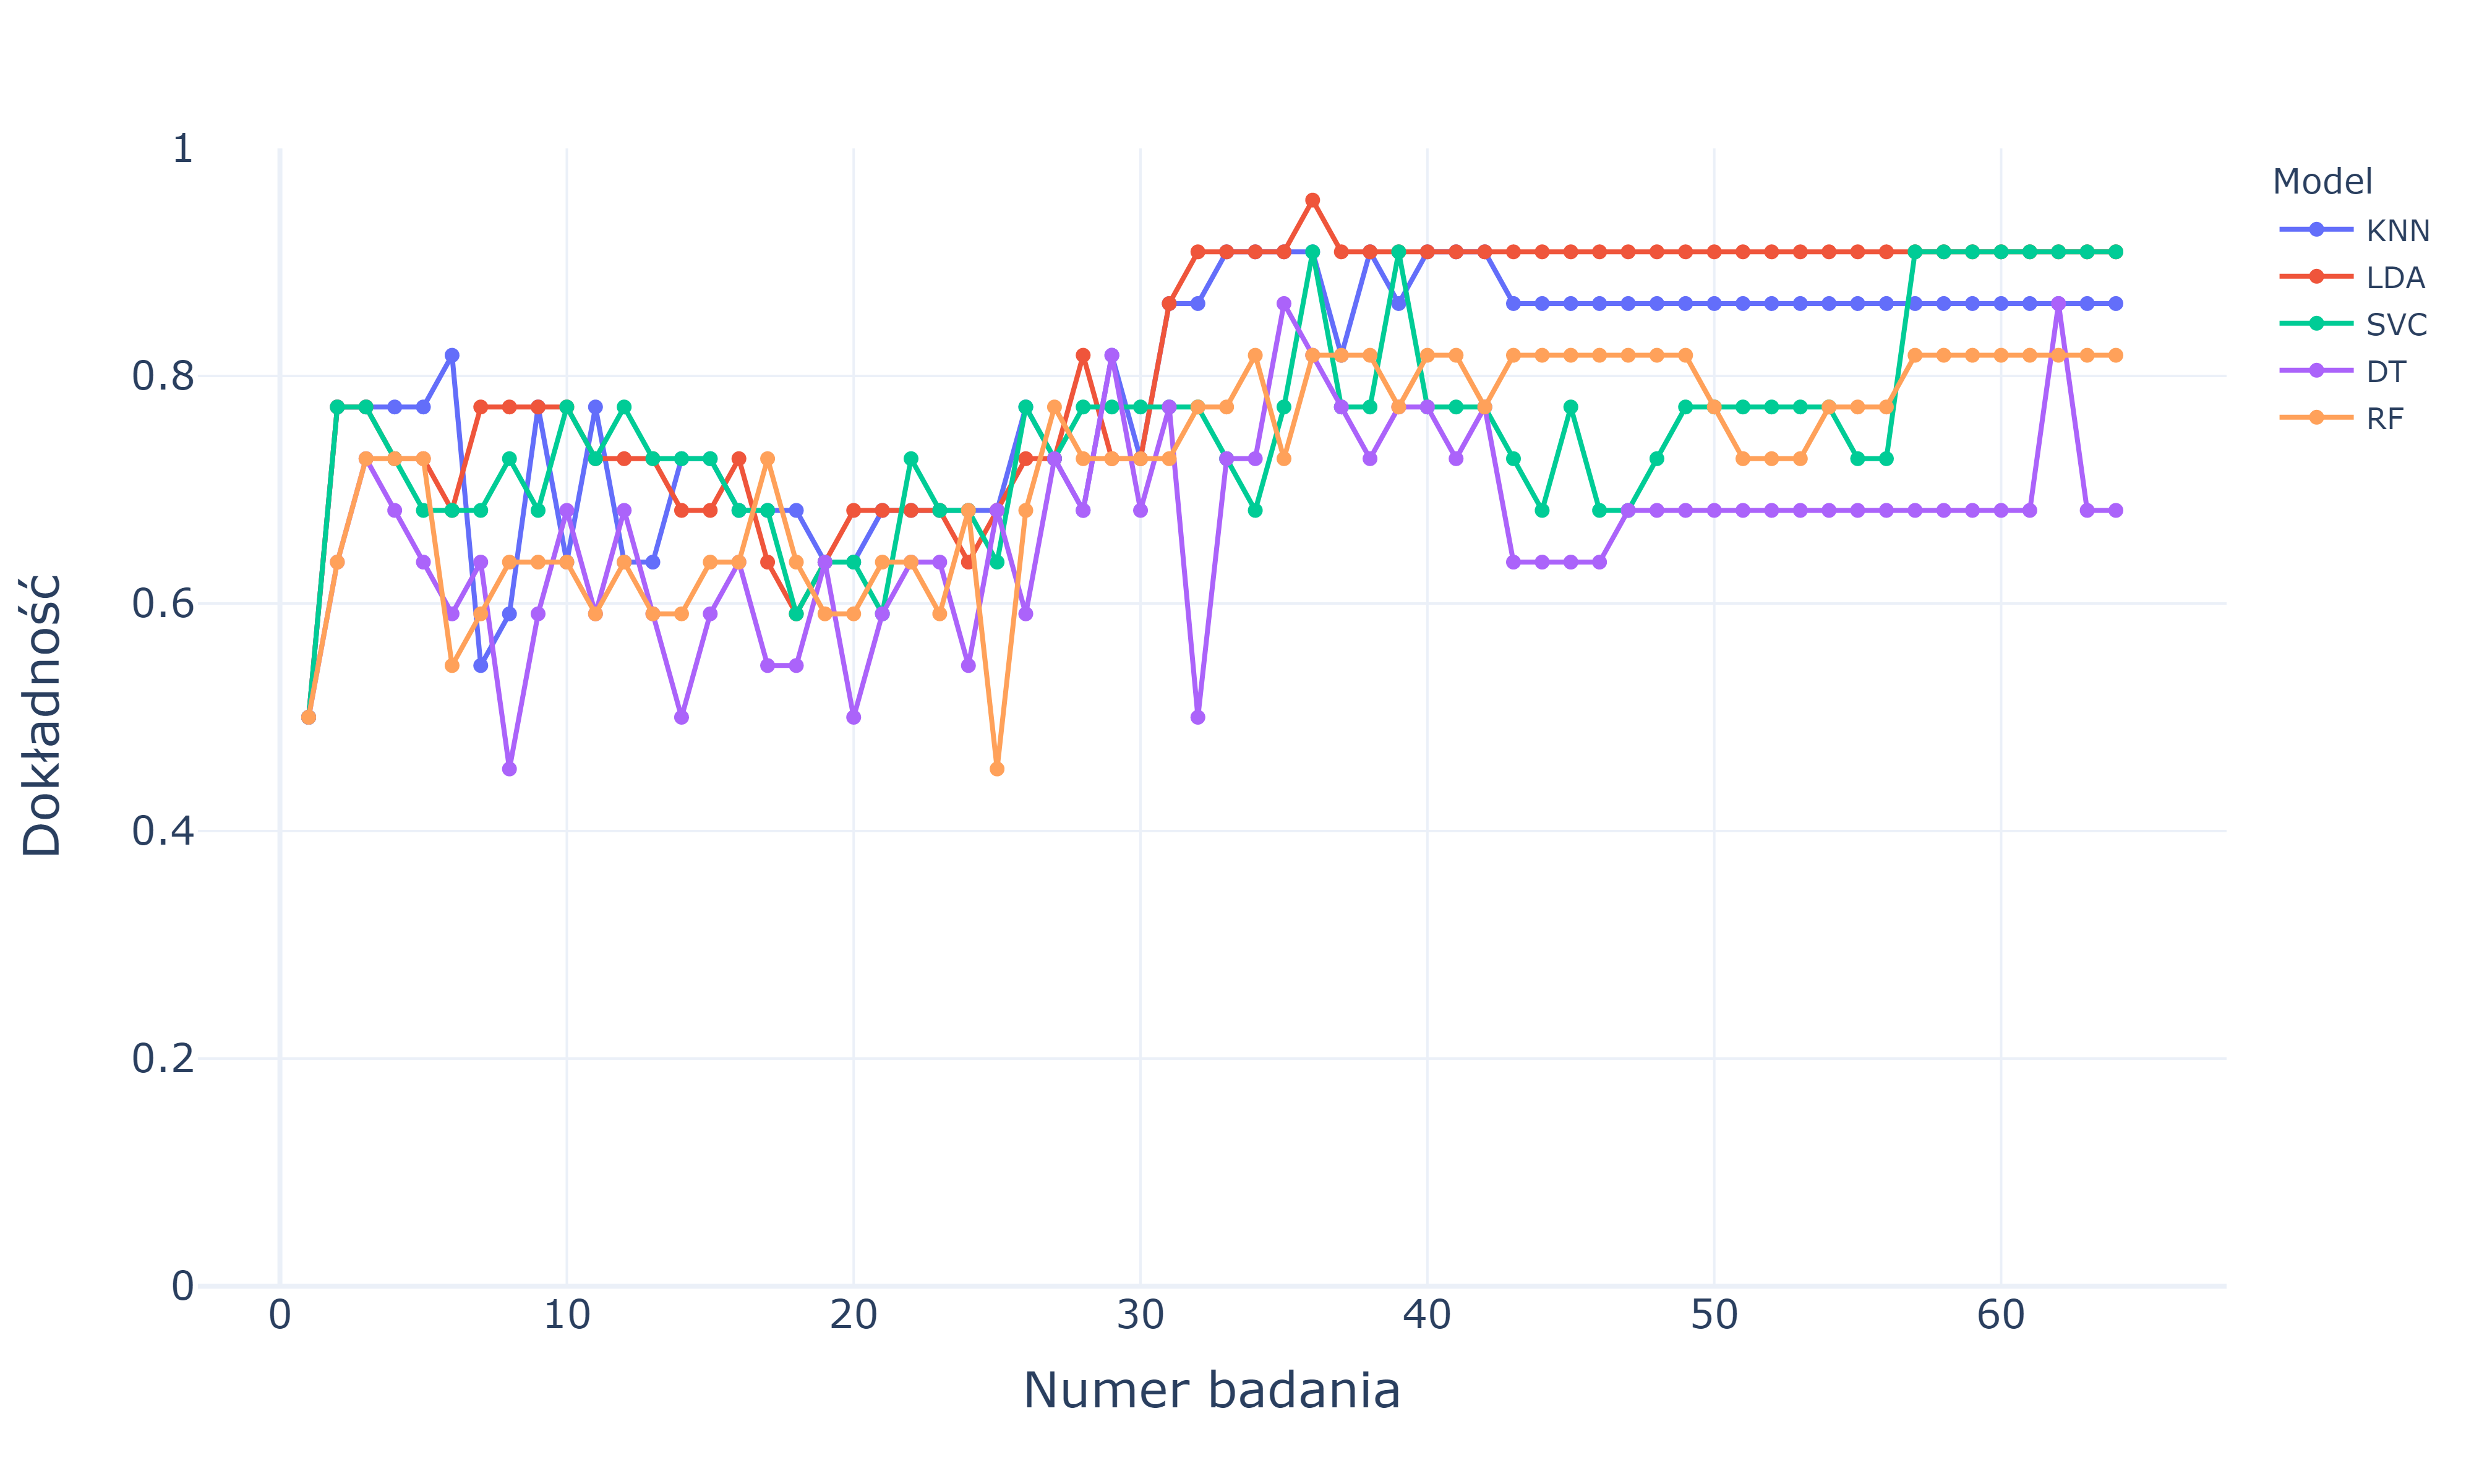 1
0.8
0.6
0.4
0.2
0
0 10 20 30 40 50 60
Dokładność
Numer badania
Model
KNN
LDA
SVC
DT
RF